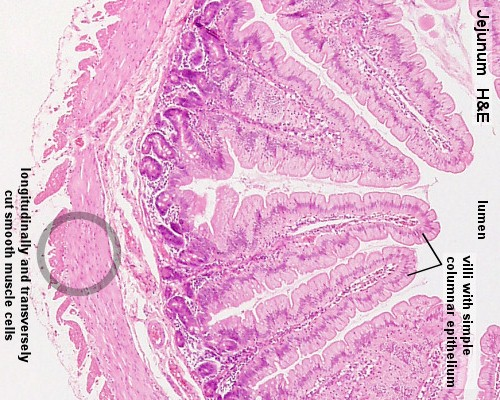 Jejunum H&E
lumen
villi with simple
columnar epithelium
longitudinally and transversely
cut smooth muscle cells